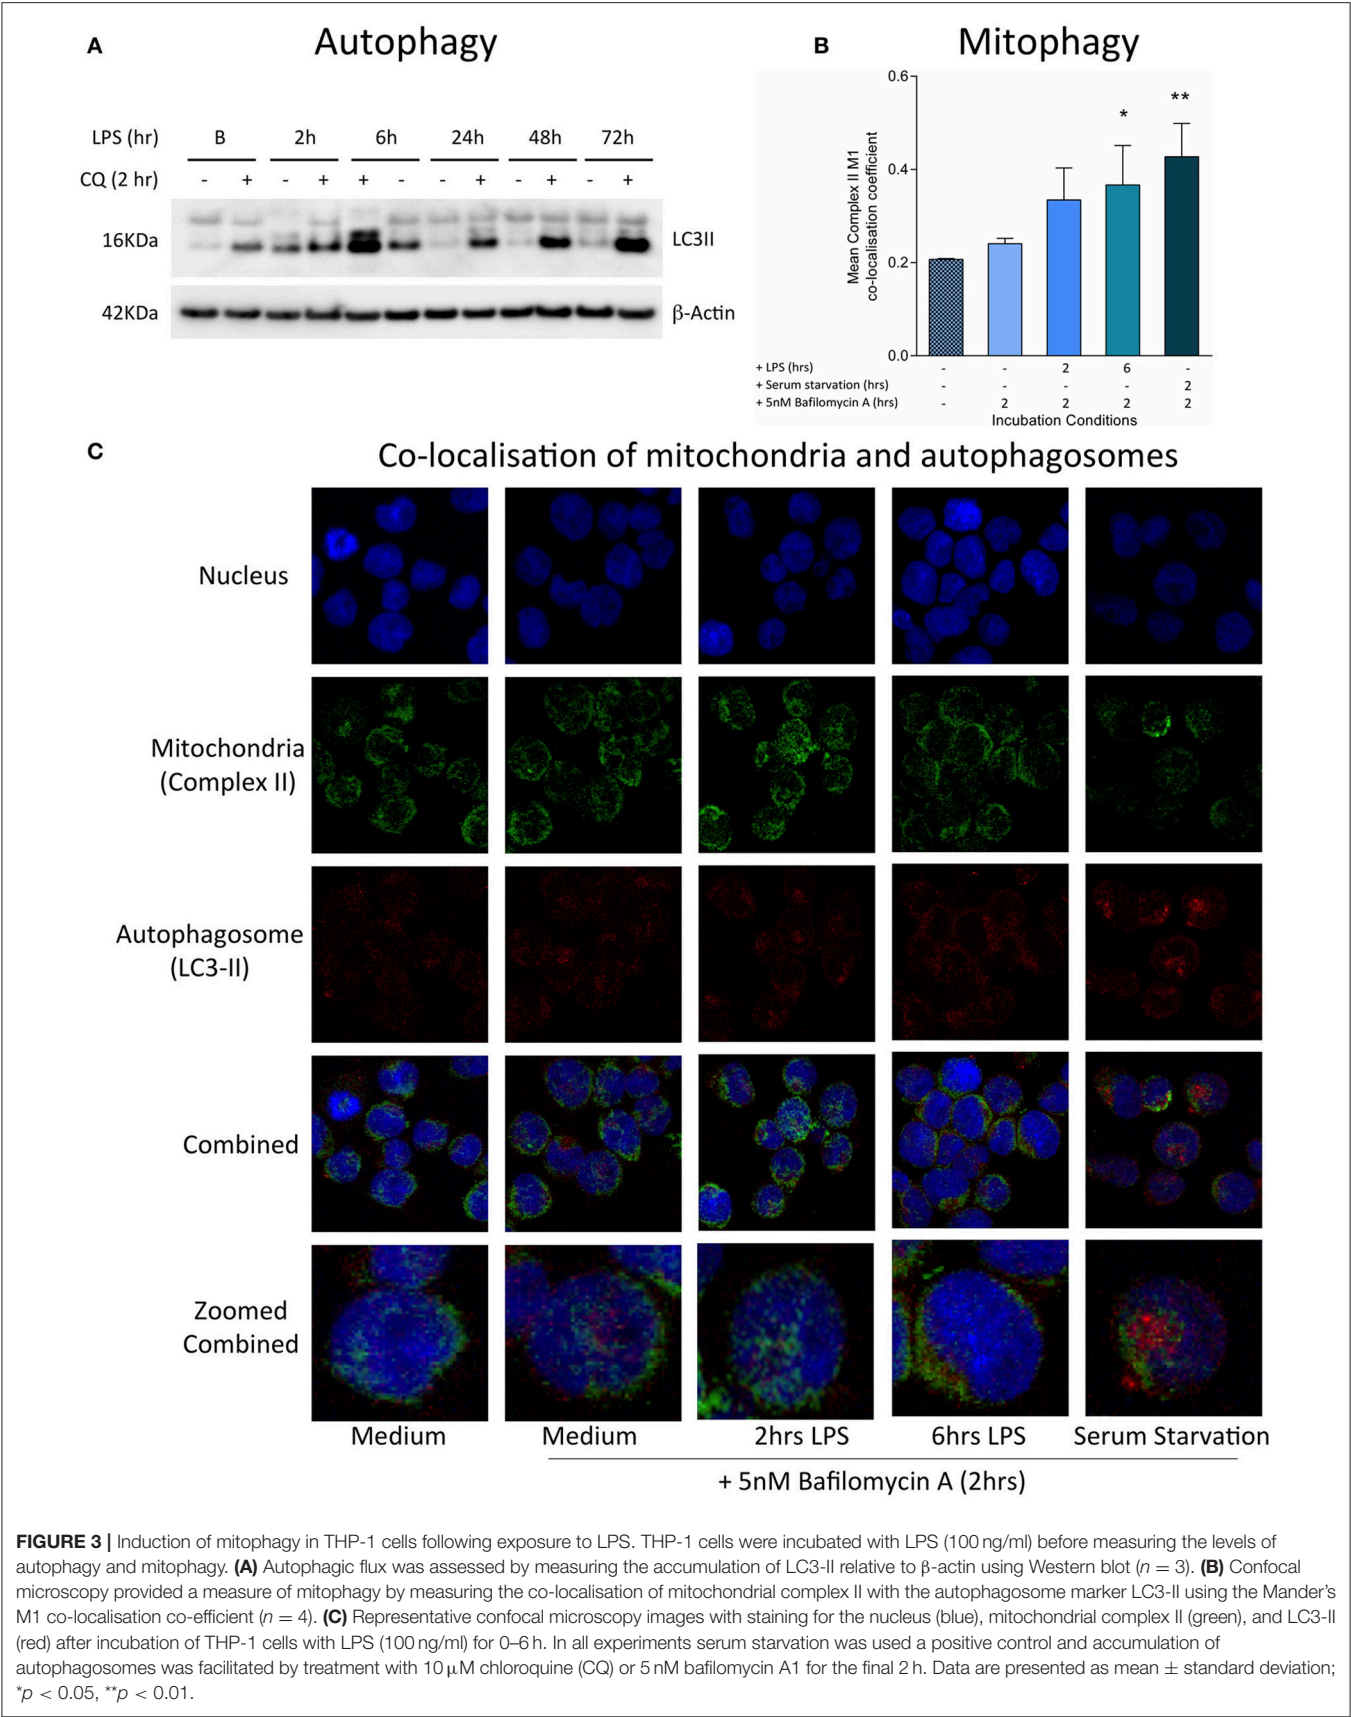 A
Autophagy
LPS (hr) B 2h 6h 24h 48h 72h
CQ (2 hr) - + - + + - - + - + - +
16KDa LC3II
42KDa β-Actin
B
Mitophagy
Mean Complex II M1
co-localisation coefficient
0.6
0.4
0.2
0.0
*
**
+ LPS (hrs) - - 2 6 -
+ Serum starvation (hrs) - - - - 2
+ 5nM Bafilomycin A (hrs) - 2 2 2 2
Incubation Conditions
C
Co-localisation of mitochondria and autophagosomes
Nucleus
Mitochondria
(Complex II)
Autophagosome
(LC3-II)
Combined
Zoomed
Combined
Medium Medium 2hrs LPS 6hrs LPS Serum Starvation
+ 5nM Bafilomycin A (2hrs)
FIGURE 3 | Induction of mitophagy in THP-1 cells following exposure to LPS. THP-1 cells were incubated with LPS (100 ng/ml) before measuring the levels of
autophagy and mitophagy. (A) Autophagic flux was assessed by measuring the accumulation of LC3-II relative to β-actin using Western blot (n = 3). (B) Confocal
microscopy provided a measure of mitophagy by measuring the co-localisation of mitochondrial complex II with the autophagosome marker LC3-II using the Mander's
M1 co-localisation co-efficient (n = 4). (C) Representative confocal microscopy images with staining for the nucleus (blue), mitochondrial complex II (green), and LC3-II
(red) after incubation of THP-1 cells with LPS (100 ng/ml) for 0–6 h. In all experiments serum starvation was used a positive control and accumulation of
autophagosomes was facilitated by treatment with 10 μM chloroquine (CQ) or 5 nM bafilomycin A1 for the final 2 h. Data are presented as mean ± standard deviation;
*p < 0.05, **p < 0.01.